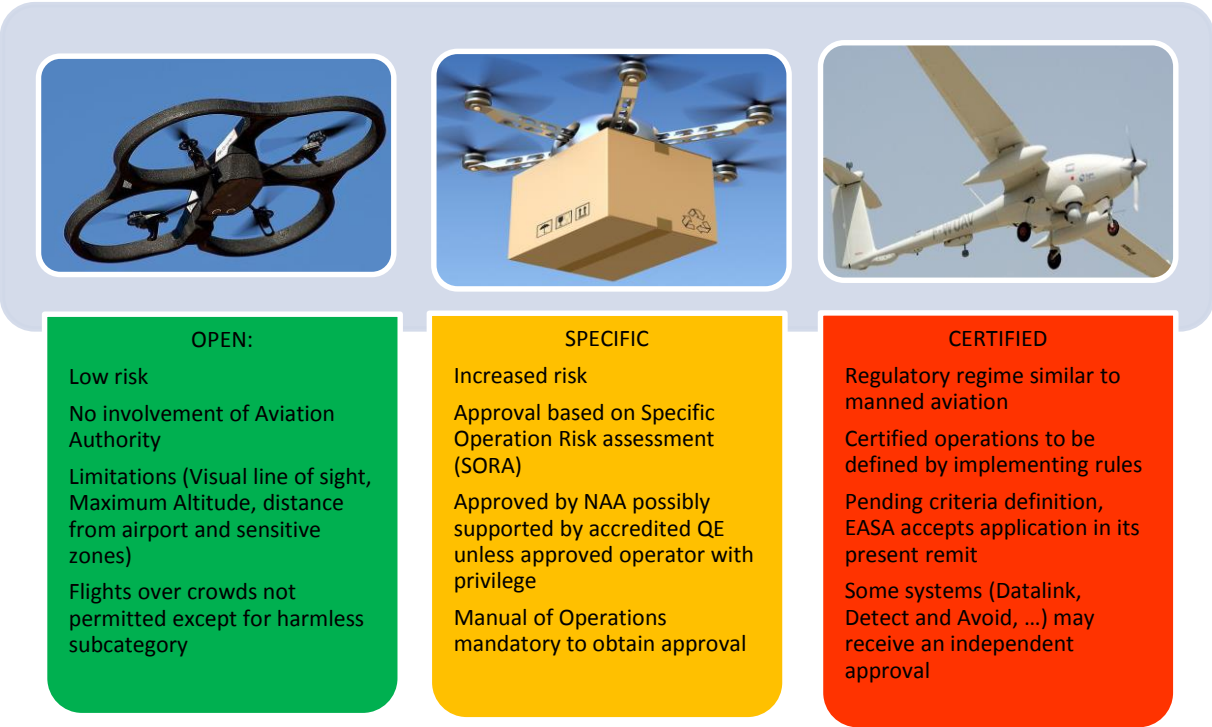 OPEN:
Low risk
No involvement of Aviation
Authority
Limitations (Visual line of sight,
Maximum Altitude, distance
from airport and sensitive
zones)
Flights over crowds not
permitted except for harmless
subcategory
SPECIFIC
Increased risk
Approval based on Specific
Operation Risk assessment
(SORA)
Approved by NAA possibly
supported by accredited QE
unless approved operator with
privilege
Manual of Operations
mandatory to obtain approval
CERTIFIED
Regulatory regime similar to
manned aviation
Certified operations to be
defined by implementing rules
Pending criteria definition,
EASA accepts application in its
present remit
Some systems (Datalink,
Detect and Avoid, …) may
receive an independent
approval